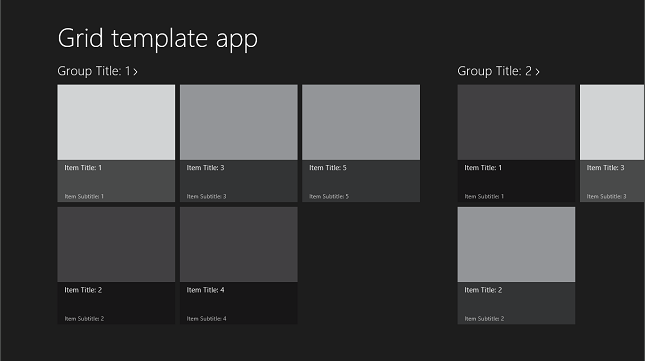 Grid template app
Group Title: 1 >
Item Title: 1
Item Subtitle: 1
Item Title: 3
Item Subtitle: 3
Item Title: 5
Item Subtitle: 5
Item Title: 2
Item Subtitle: 2
Item Title: 4
Item Subtitle: 4
Group Title: 2 >
Item Title: 1
Item Subtitle: 1
Item Title: 3
Item Subtitle: 3
Item Title: 2
Item Subtitle: 2